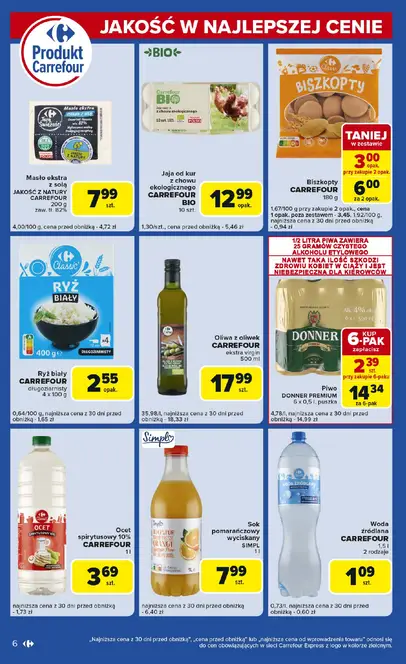 JAKOŚĆ W NAJLEPSZEJ CENIE
Produkt
Carrefour
Masło ekstra
z solą
JAKOŚĆ Z NATURY
CARREFOUR
200 g
zaw. tł. 82%
7 99
opak.
4,00/100 g, cena przed obniżką - 4,72 zł
BIO
Carrefour
BIO
Jaja od kur
z chowu
ekologicznego
CARREFOUR
BIO
10 szt.
12 99
opak.
1,30/szt., cena przed obniżką - 5,46 zł
BISZKOPTY
TANIEJ
w zestawie
3 00
opak.
przy zakupie 2 opak.
6 00
za 2 opak.
Biszkopty
CARREFOUR
180 g
1,67/100 g przy zakupie 2 opak., cena
1 opak. poza zestawem - 3,45, 1,92/100 g,
najniższa cena z 30 dni przed obniżką
- 0,94 zł
Classic
RYŻ
BIAŁY
400 g
x4
DŁUGOZIARNISTY
Ryż biały
CARREFOUR
długoziarnisty
4 x 100 g
2 55
opak.
0,64/100 g, najniższa cena z 30 dni przed
obniżką - 1,65 zł
Oliwa z oliwek
CARREFOUR
ekstra virgin
500 ml
17 99
szt.
35,98/l, najniższa cena z 30 dni przed
obniżką - 18,33 zł
1/2 LITRA PIWA ZAWIERA
25 GRAMÓW CZYSTEGO
ALKOHOLU ETYLOWEGO.
NAWET TAKA ILOŚĆ SZKODZI
ZDROWIU KOBIET W CIĄŻY I JEST
NIEBEZPIECZNA DLA KIEROWCÓW
DONNER
KUP
6-PAK
zapłacisz
2 39
szt.
przy zakupie 6-paku
14 34
za 6-pak
Piwo
DONNER PREMIUM
6 x 0,5 l, puszka
4,78/l, najniższa cena z 30 dni przed
obniżką - 14,99 zł
OCET
SPIRYTUSOWY 10%
Ocet
spirytusowy 10%
CARREFOUR
1 l
3 69
szt.
najniższa cena z 30 dni przed obniżką
- 1,73 zł
Simpl
Sok
pomarańczowy
wyciskany
SIMPL
1 l
7 99
szt.
najniższa cena z 30 dni przed obniżką
- 6,40 zł
Woda
źródlana
CARREFOUR
1,5 l
2 rodzaje
1 09
szt.
0,73/l, najniższa cena z 30 dni przed
obniżką - 0,60 zł
6
„Najniższa cena z 30 dni przed obniżką”, „cena przed obniżką” lub „najniższa cena od wprowadzenia towaru” odnosi się
do cen obowiązujących w sieci Carrefour Express z logo w kolorze zielonym.